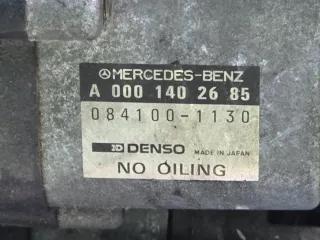 MERCEDES-BENZ
A 000 140 26 85
084100-1130
DENSO MADE IN JAPAN
NO OILING